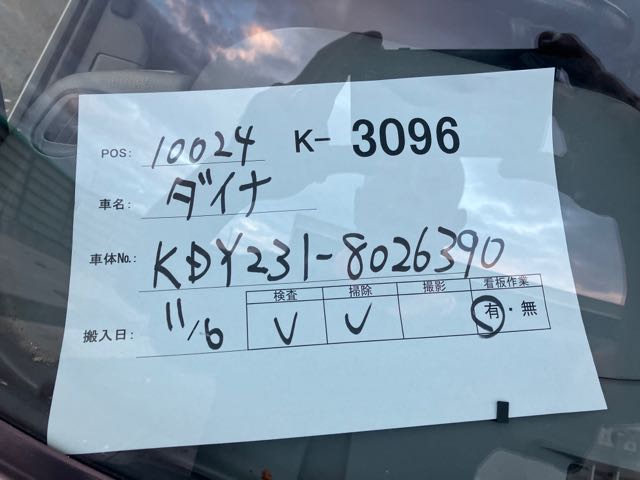 POS: 10024 K-3096
車名: ダイナ
車体No.: KDY231-8026390
検査 掃除 撮影 看板作業
搬入日: 11/6 V V 有・無